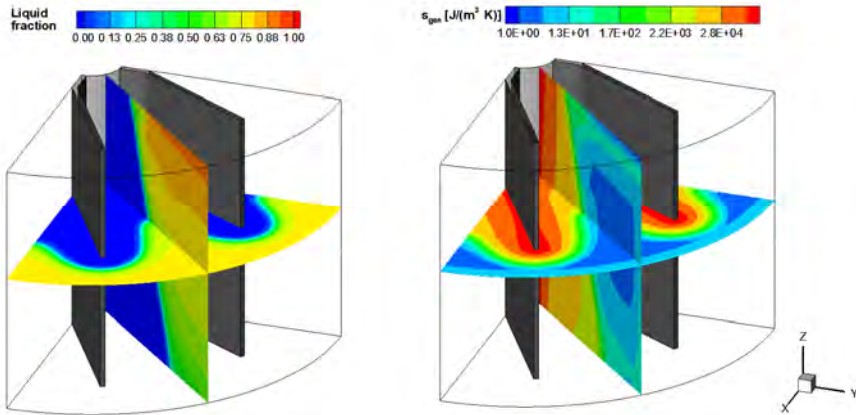 Liquid
fraction
0.00 0.13 0.25 0.38 0.50 0.63 0.75 0.88 1.00
s_gen [J/(m³ K)]
1.0E+00 1.3E+01 1.7E+02 2.2E+03 2.8E+04
Z
Y
X